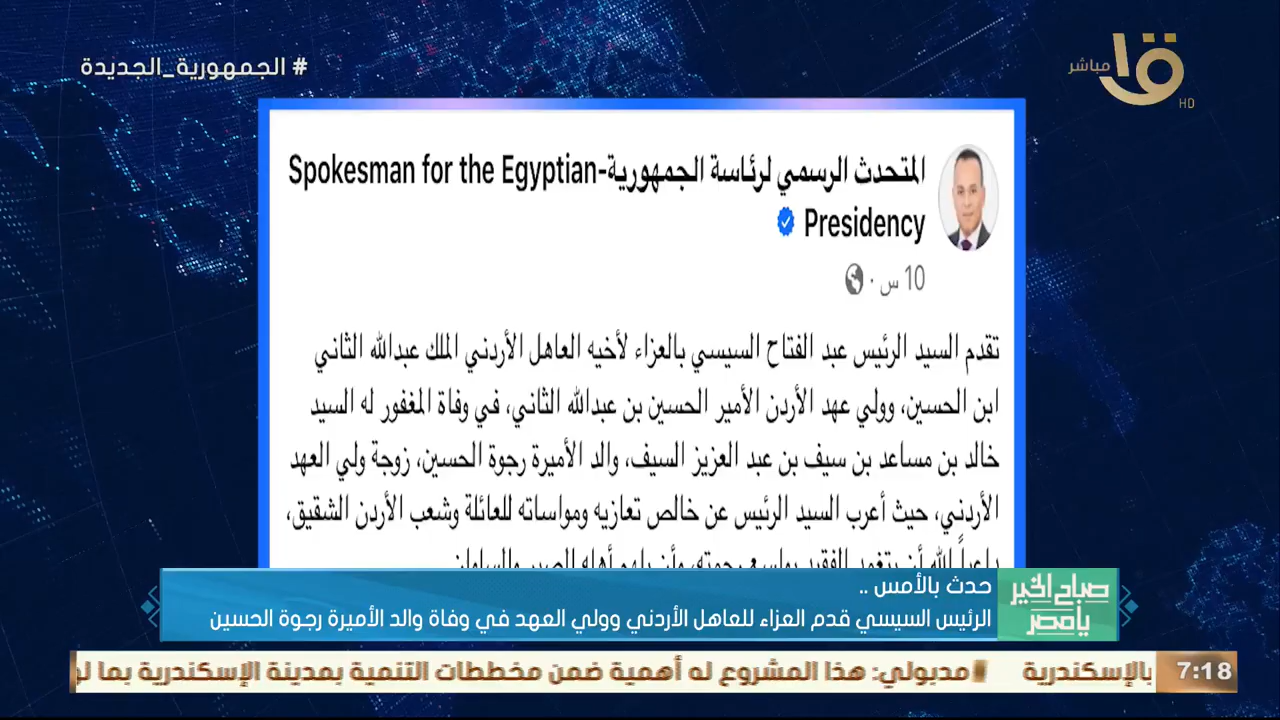 # الجمهورية_الجديدة
مباشر
HD
المتحدث الرسمي لرئاسة الجمهورية-Spokesman for the Egyptian
Presidency
10 س ·
تقدم السيد الرئيس عبد الفتاح السيسي بالعزاء لأخيه العاهل الأردني الملك عبدالله الثاني
ابن الحسين، وولي عهد الأردن الأمير الحسين بن عبدالله الثاني، في وفاة المغفور له السيد
خالد بن مساعد بن سيف بن عبد العزيز السيف، والد الأميرة رجوة الحسين، زوجة ولي العهد
الأردني، حيث أعرب السيد الرئيس عن خالص تعازيه ومواساته للعائلة وشعب الأردن الشقيق،
حدث بالأمس ..
الرئيس السيسي قدم العزاء للعاهل الأردني وولي العهد في وفاة والد الأميرة رجوة الحسين
صباح الخير
يا مصر
7:18
بالإسكندرية مدبولي: هذا المشروع له أهمية ضمن مخططات التنمية بمدينة الإسكندرية بما